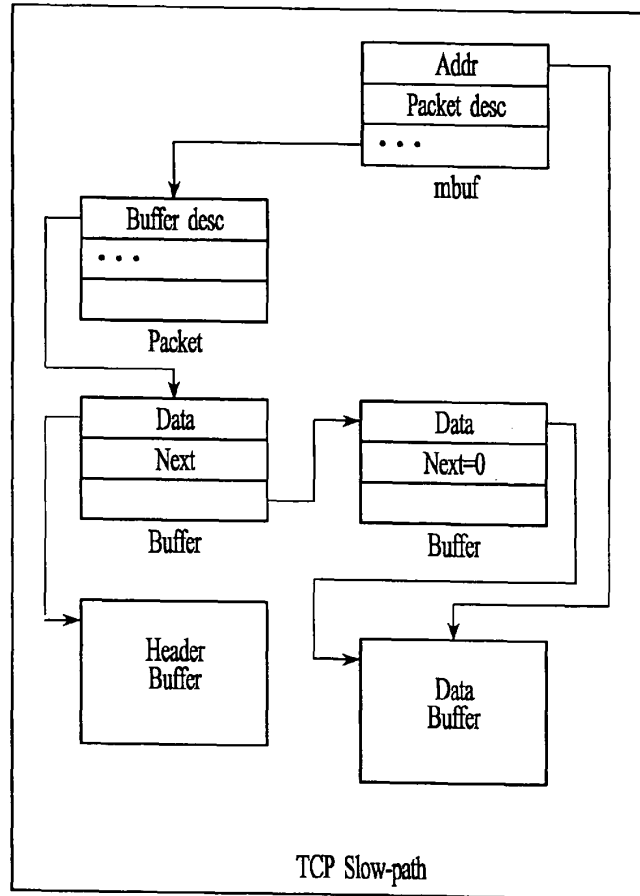 Addr
Packet desc
• • •
mbuf
Buffer desc
• • •
Packet
Data
Next
Buffer
Data
Next=0
Buffer
Header
Buffer
Data
Buffer
TCP Slow-path